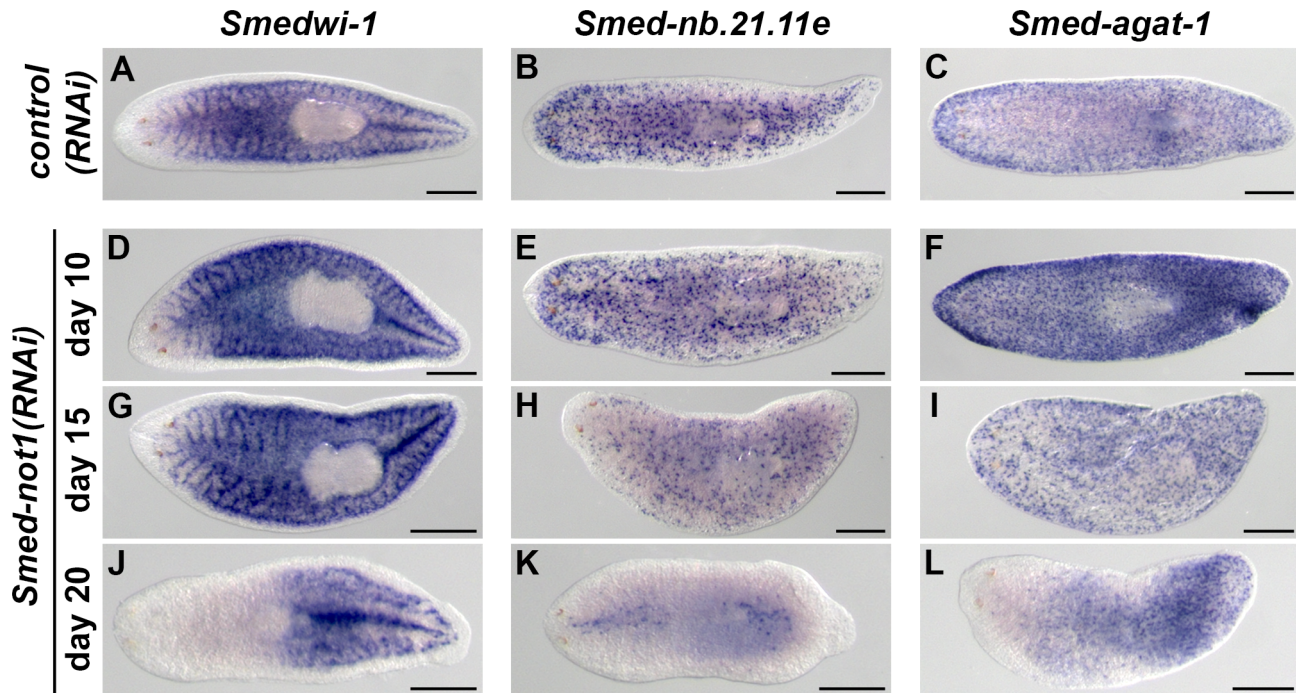 Smedwi-1
Smed-nb.21.11e
Smed-agat-1
control
(RNAi)
A
B
C
Smed-not1(RNAi)
day 10
D
E
F
day 15
G
H
I
day 20
J
K
L